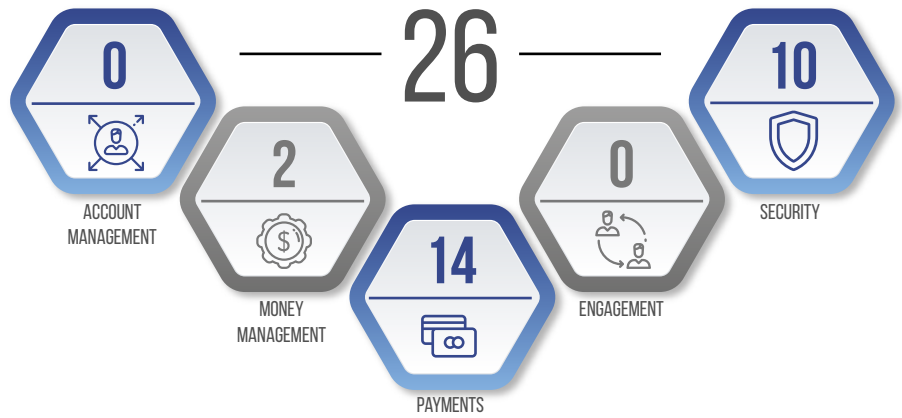 26
0
ACCOUNT
MANAGEMENT
2
$
MONEY
MANAGEMENT
14
PAYMENTS
0
ENGAGEMENT
10
SECURITY